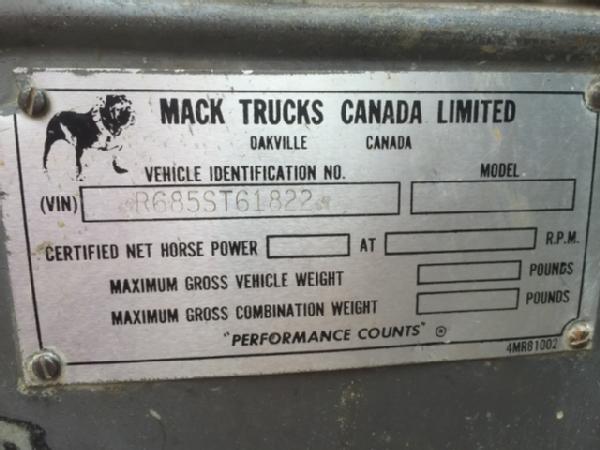 MACK TRUCKS CANADA LIMITED
OAKVILLE CANADA
VEHICLE IDENTIFICATION NO. MODEL
(VIN) R685ST61822
CERTIFIED NET HORSE POWER AT R.P.M.
MAXIMUM GROSS VEHICLE WEIGHT POUNDS
MAXIMUM GROSS COMBINATION WEIGHT POUNDS
"PERFORMANCE COUNTS" ®
4MR81002